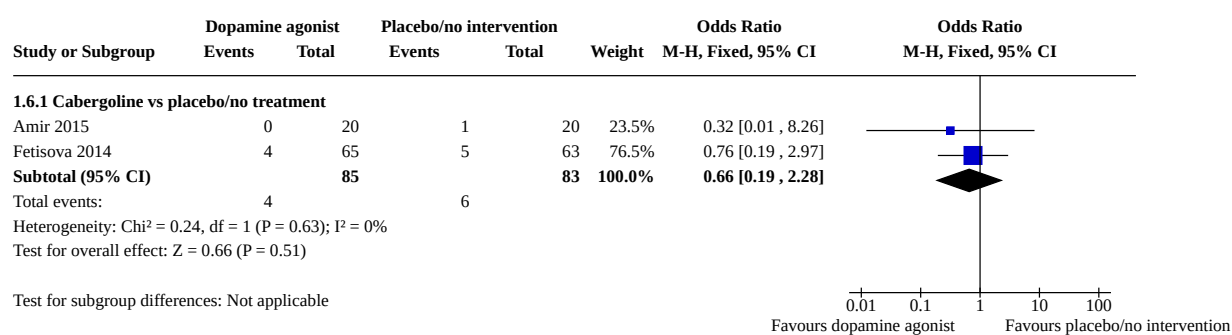 Dopamine agonist Placebo/no intervention Odds Ratio Odds Ratio
Study or Subgroup Events Total Events Total Weight M-H, Fixed, 95% CI M-H, Fixed, 95% CI
1.6.1 Cabergoline vs placebo/no treatment
Amir 2015 0 20 1 20 23.5% 0.32 [0.01 , 8.26]
Fetisova 2014 4 65 5 63 76.5% 0.76 [0.19 , 2.97]
Subtotal (95% CI) 85 83 100.0% 0.66 [0.19 , 2.28]
Total events: 4 6
Heterogeneity: Chi² = 0.24, df = 1 (P = 0.63); I² = 0%
Test for overall effect: Z = 0.66 (P = 0.51)
Test for subgroup differences: Not applicable
0.01 0.1 1 10 100
Favours dopamine agonist Favours placebo/no intervention